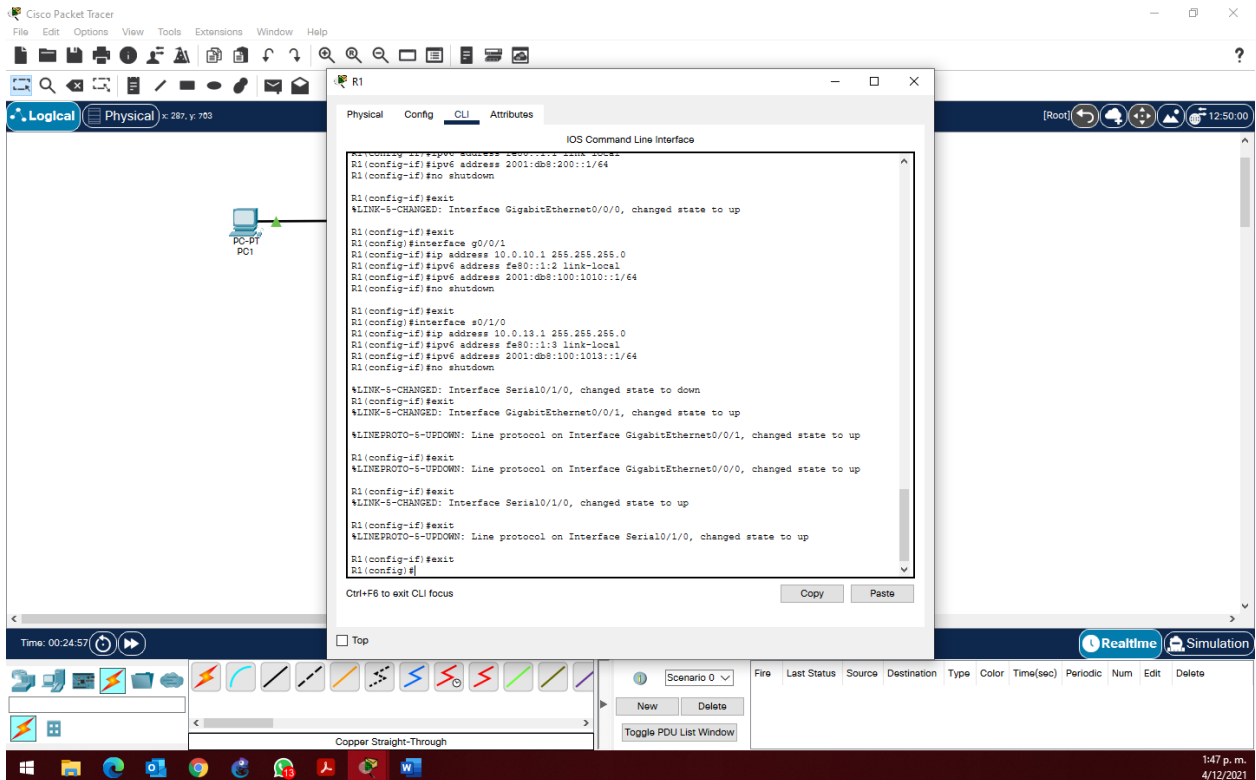 Cisco Packet Tracer
File Edit Options View Tools Extensions Window Help
?
Logical Physical x: 287, y: 703
[Root] 12:50:00
PC-PT
PC1
R1
Physical Config CLI Attributes
IOS Command Line Interface
R1(config-if)#ipv6 address fe80::1:1 link-local
R1(config-if)#ipv6 address 2001:db8:200::1/64
R1(config-if)#no shutdown
R1(config-if)#exit
%LINK-5-CHANGED: Interface GigabitEthernet0/0/0, changed state to up
R1(config-if)#exit
R1(config)#interface g0/0/1
R1(config-if)#ip address 10.0.10.1 255.255.255.0
R1(config-if)#ipv6 address fe80::1:2 link-local
R1(config-if)#ipv6 address 2001:db8:100:1010::1/64
R1(config-if)#no shutdown
R1(config-if)#exit
R1(config)#interface s0/1/0
R1(config-if)#ip address 10.0.13.1 255.255.255.0
R1(config-if)#ipv6 address fe80::1:3 link-local
R1(config-if)#ipv6 address 2001:db8:100:1013::1/64
R1(config-if)#no shutdown
%LINK-5-CHANGED: Interface Serial0/1/0, changed state to down
R1(config-if)#exit
%LINK-5-CHANGED: Interface GigabitEthernet0/0/1, changed state to up
%LINEPROTO-5-UPDOWN: Line protocol on Interface GigabitEthernet0/0/1, changed state to up
R1(config-if)#exit
%LINEPROTO-5-UPDOWN: Line protocol on Interface GigabitEthernet0/0/0, changed state to up
R1(config-if)#exit
%LINK-5-CHANGED: Interface Serial0/1/0, changed state to up
R1(config-if)#exit
%LINEPROTO-5-UPDOWN: Line protocol on Interface Serial0/1/0, changed state to up
R1(config-if)#exit
R1(config)#
Ctrl+F6 to exit CLI focus
Copy Paste
Top
Time: 00:24:57
Realtime Simulation
Scenario 0
Fire Last Status Source Destination Type Color Time(sec) Periodic Num Edit Delete
New Delete
Toggle PDU List Window
Copper Straight-Through
13
1:47 p. m.
4/12/2021